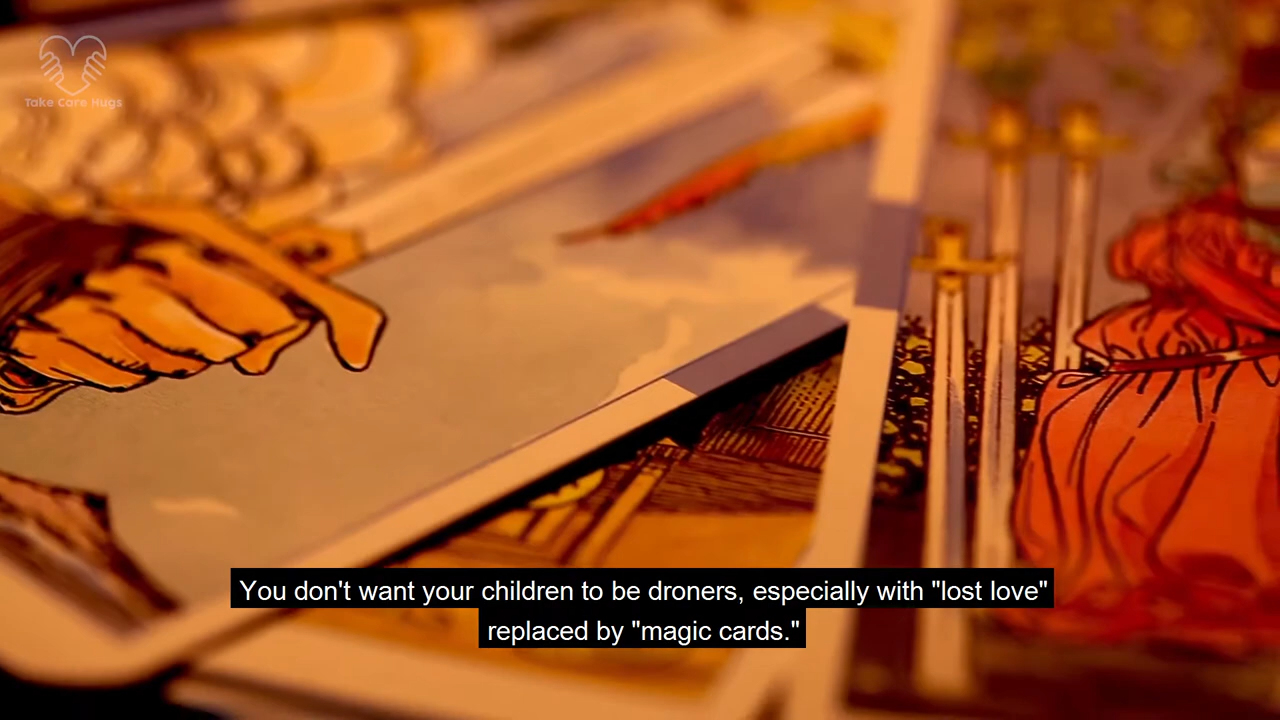 Take Care Hugs
You don't want your children to be droners, especially with "lost love"
replaced by "magic cards."